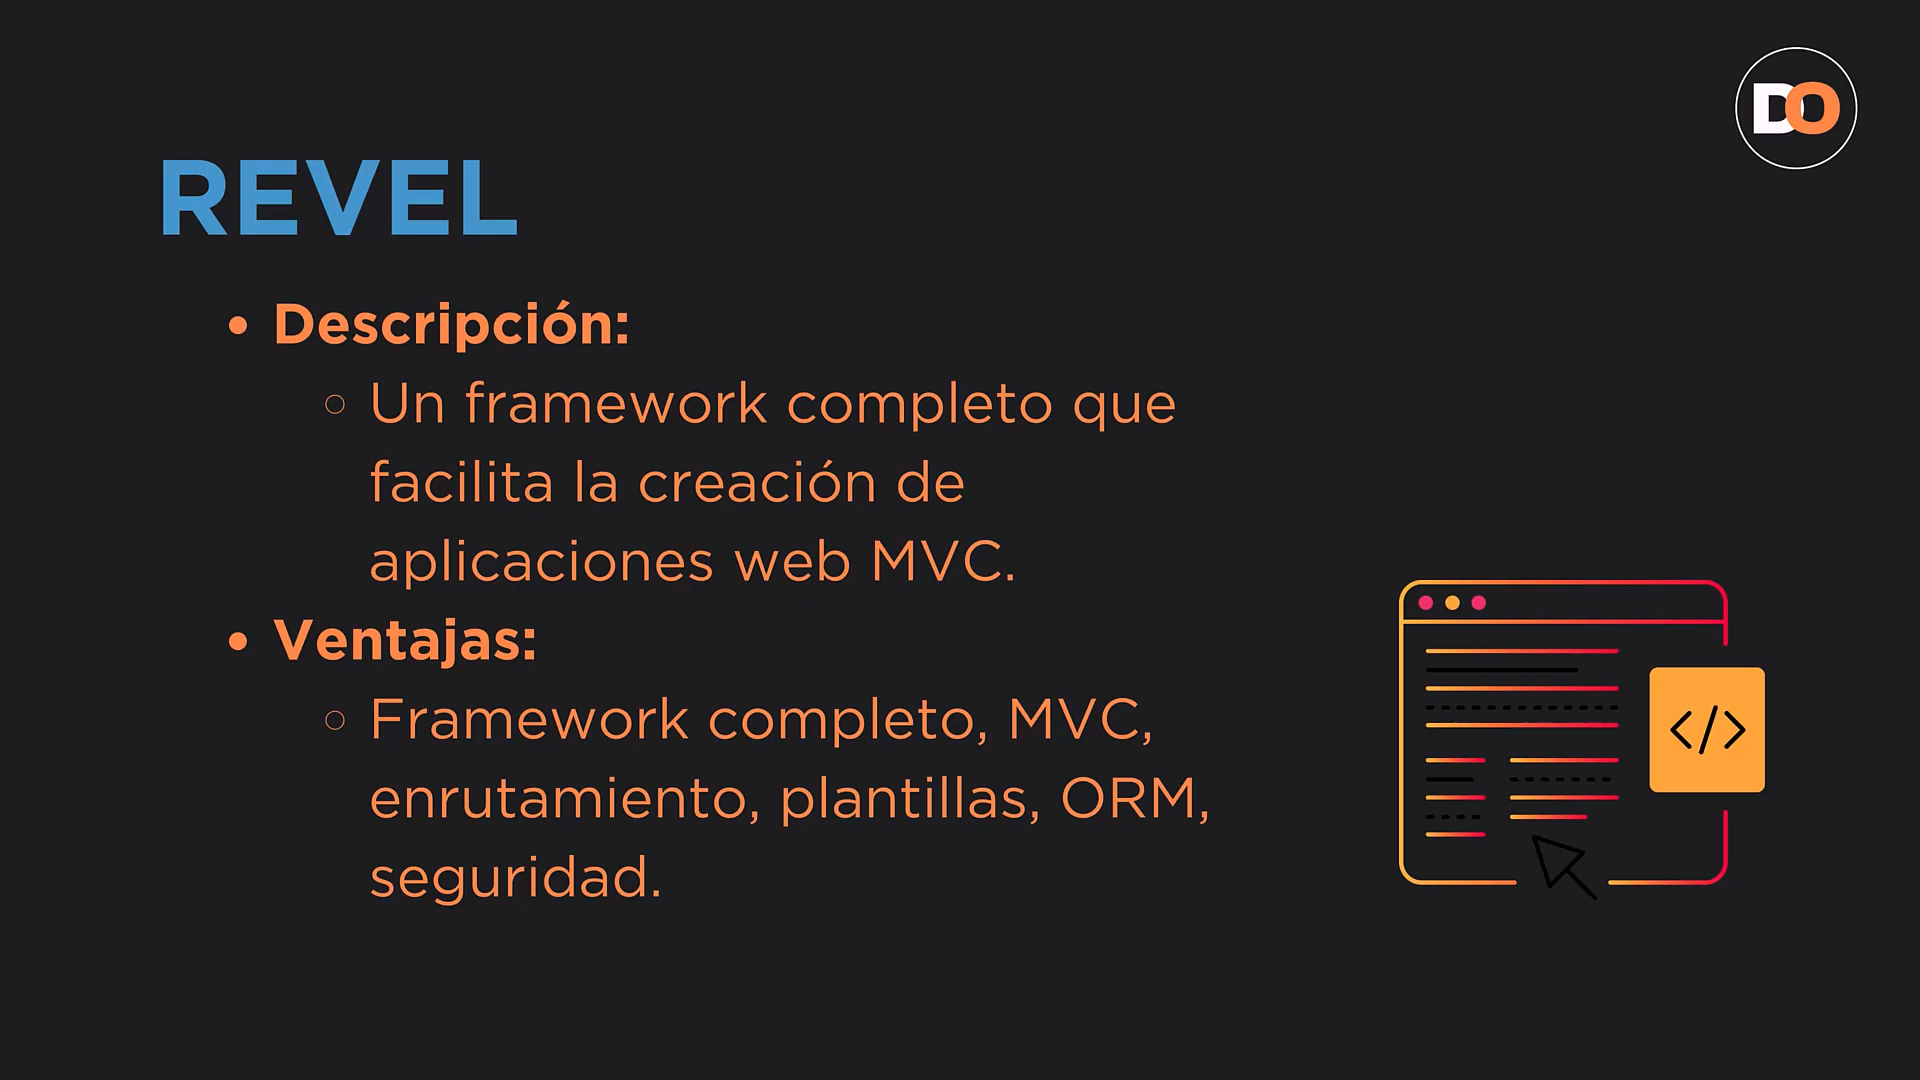 DO
REVEL
• Descripción:
○ Un framework completo que
facilita la creación de
aplicaciones web MVC.
• Ventajas:
○ Framework completo, MVC,
enrutamiento, plantillas, ORM,
seguridad.
</>